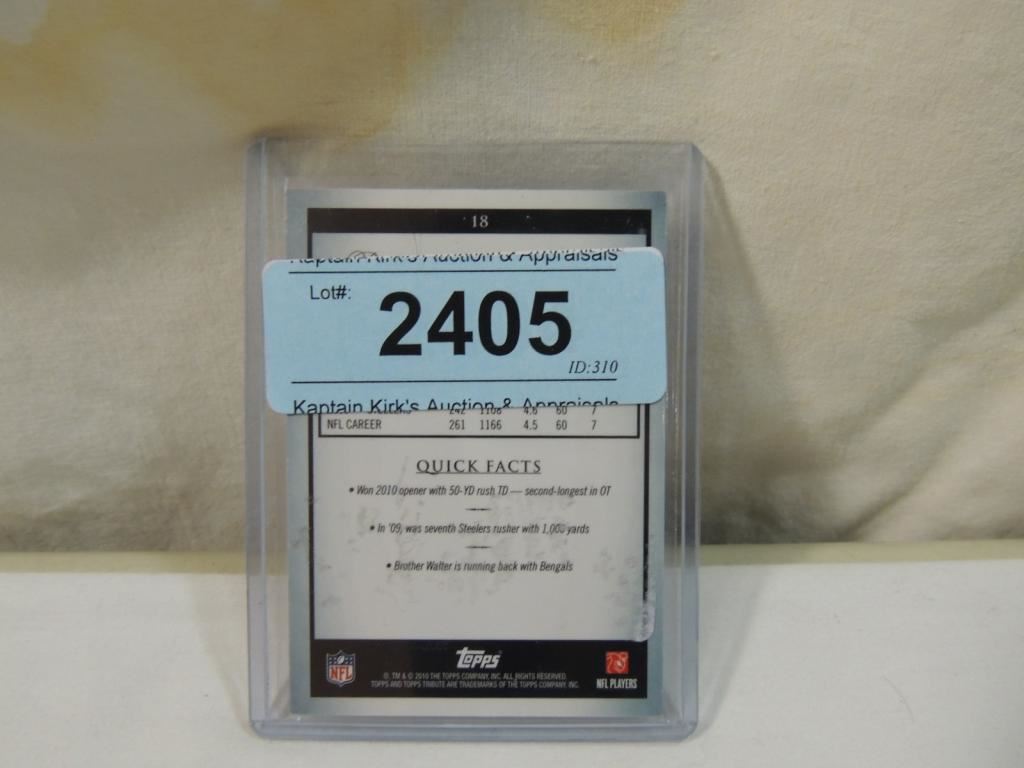 18
Kaptain Kirk's Auction & Appraisals
Lot#:
2405
ID:310
Kaptain Kirk's Auction & Appraisals
4.6 60 7
NFL CAREER 261 1166 4.5 60 7
QUICK FACTS
• Won 2010 opener with 50-YD rush TD — second-longest in OT
• In '09, was seventh Steelers rusher with 1,000 yards
• Brother Walter is running back with Bengals
NFL
Topps
NFL PLAYERS
®, TM & © 2010 THE TOPPS COMPANY, INC. ALL RIGHTS RESERVED.
TOPPS AND TOPPS TRIBUTE ARE TRADEMARKS OF THE TOPPS COMPANY, INC.